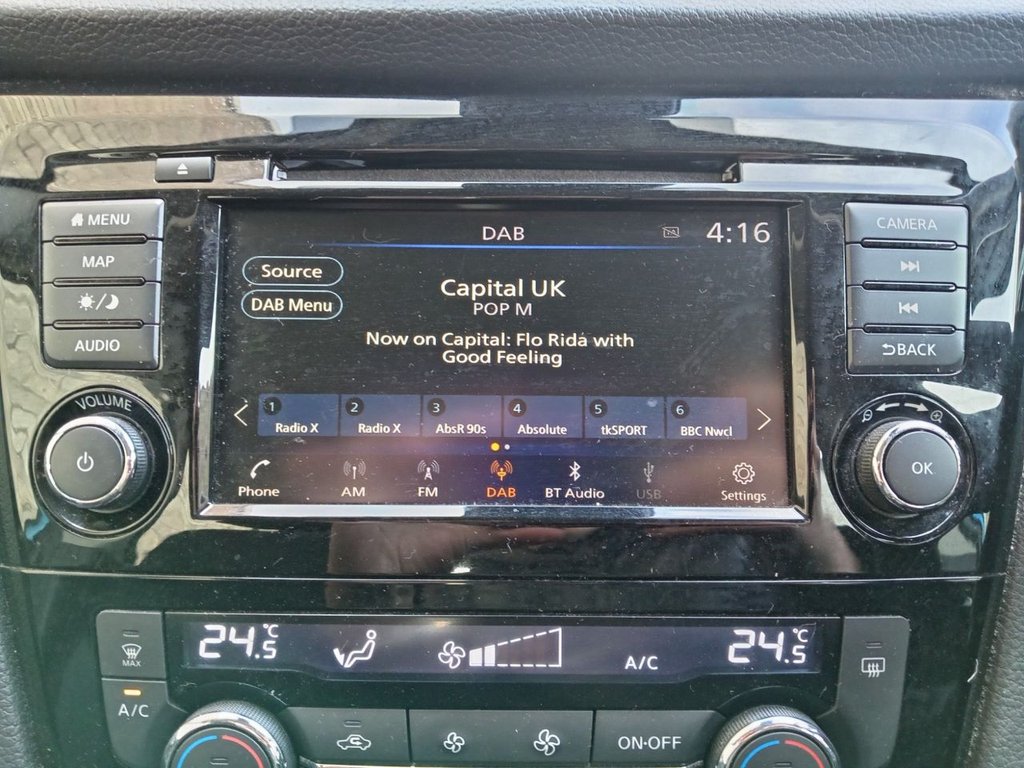 MENU
MAP
AUDIO
VOLUME
DAB
TA
4:16
Source
DAB Menu
Capital UK
POP M
Now on Capital: Flo Rida with
Good Feeling
1 Radio X
2 Radio X
3 AbsR 90s
4 Absolute
5 tkSPORT
6 BBC Nwcl
Phone
AM
FM
DAB
BT Audio
USB
Settings
CAMERA
BACK
OK
MAX
A/C
24.5°C
A/C
24.5°C
ON·OFF